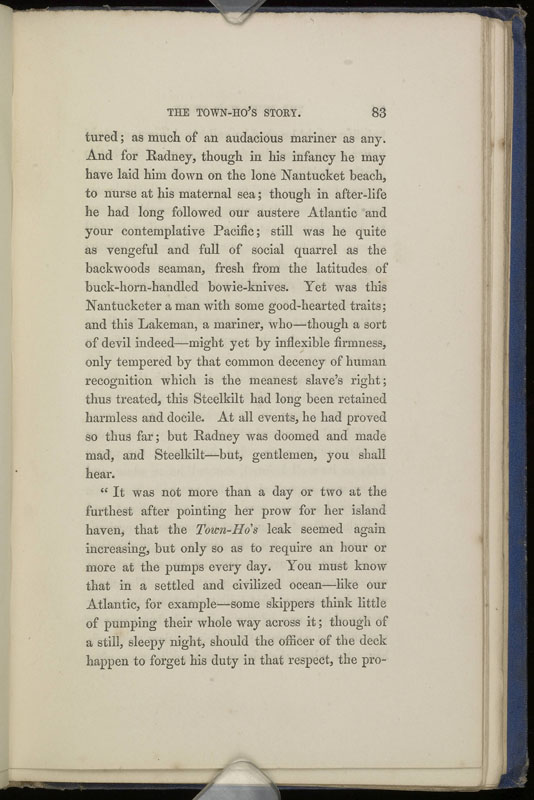 THE TOWN-HO'S STORY. 83
tured; as much of an audacious mariner as any.
And for Radney, though in his infancy he may
have laid him down on the lone Nantucket beach,
to nurse at his maternal sea; though in after-life
he had long followed our austere Atlantic and
your contemplative Pacific; still was he quite
as vengeful and full of social quarrel as the
backwoods seaman, fresh from the latitudes of
buck-horn-handled bowie-knives. Yet was this
Nantucketer a man with some good-hearted traits;
and this Lakeman, a mariner, who—though a sort
of devil indeed—might yet by inflexible firmness,
only tempered by that common decency of human
recognition which is the meanest slave's right;
thus treated, this Steelkilt had long been retained
harmless and docile. At all events, he had proved
so thus far; but Radney was doomed and made
mad, and Steelkilt—but, gentlemen, you shall
hear.
“ It was not more than a day or two at the
furthest after pointing her prow for her island
haven, that the Town-Ho's leak seemed again
increasing, but only so as to require an hour or
more at the pumps every day. You must know
that in a settled and civilized ocean—like our
Atlantic, for example—some skippers think little
of pumping their whole way across it; though of
a still, sleepy night, should the officer of the deck
happen to forget his duty in that respect, the pro-